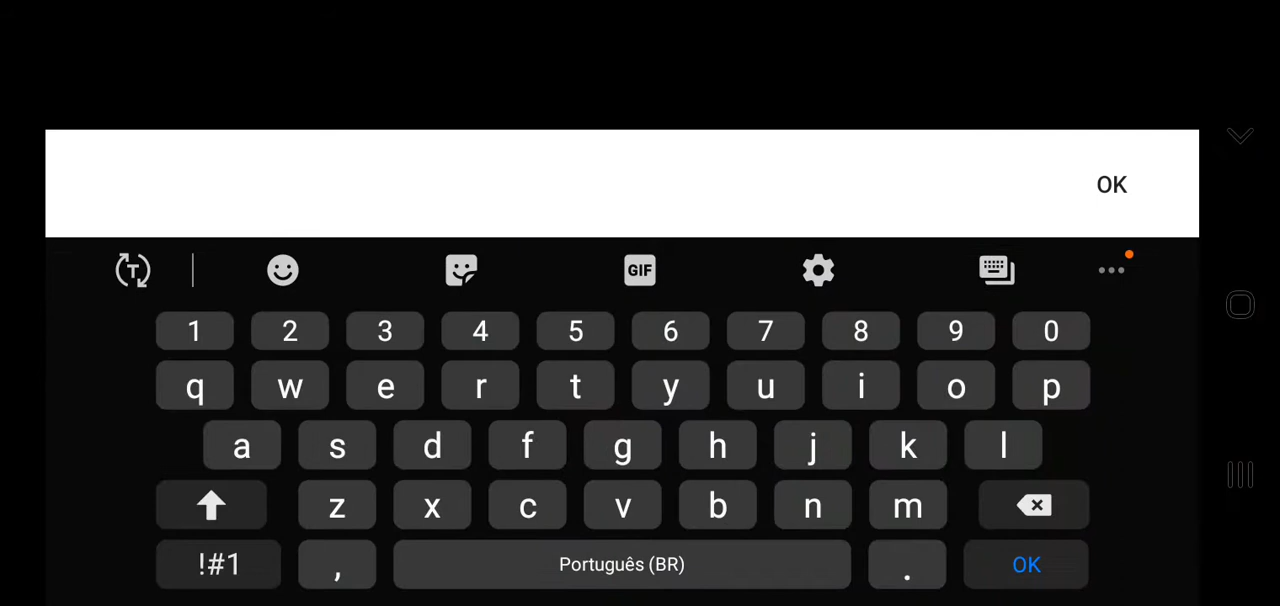 OK
T GIF
1 2 3 4 5 6 7 8 9 0
q w e r t y u i o p
a s d f g h j k l
z x c v b n m
!#1 , Português (BR) . OK